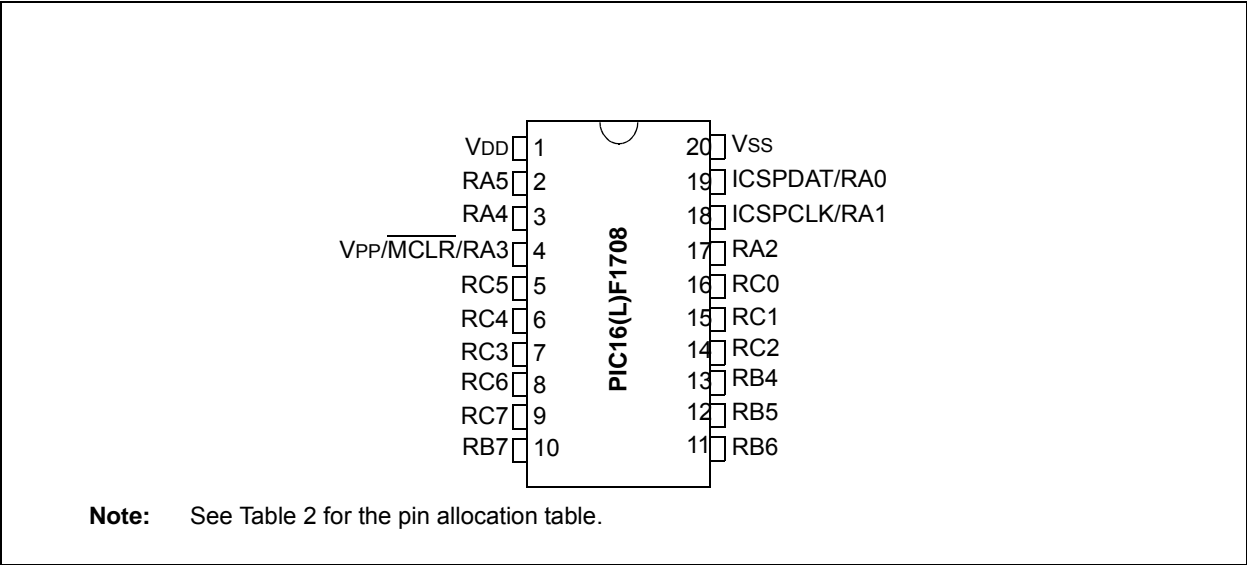 VDD 1 20 VSS
RA5 2 19 ICSPDAT/RA0
RA4 3 18 ICSPCLK/RA1
VPP/MCLR/RA3 4 17 RA2
RC5 5 16 RC0
RC4 6 15 RC1
RC3 7 14 RC2
RC6 8 13 RB4
RC7 9 12 RB5
RB7 10 11 RB6
PIC16(L)F1708
Note: See Table 2 for the pin allocation table.